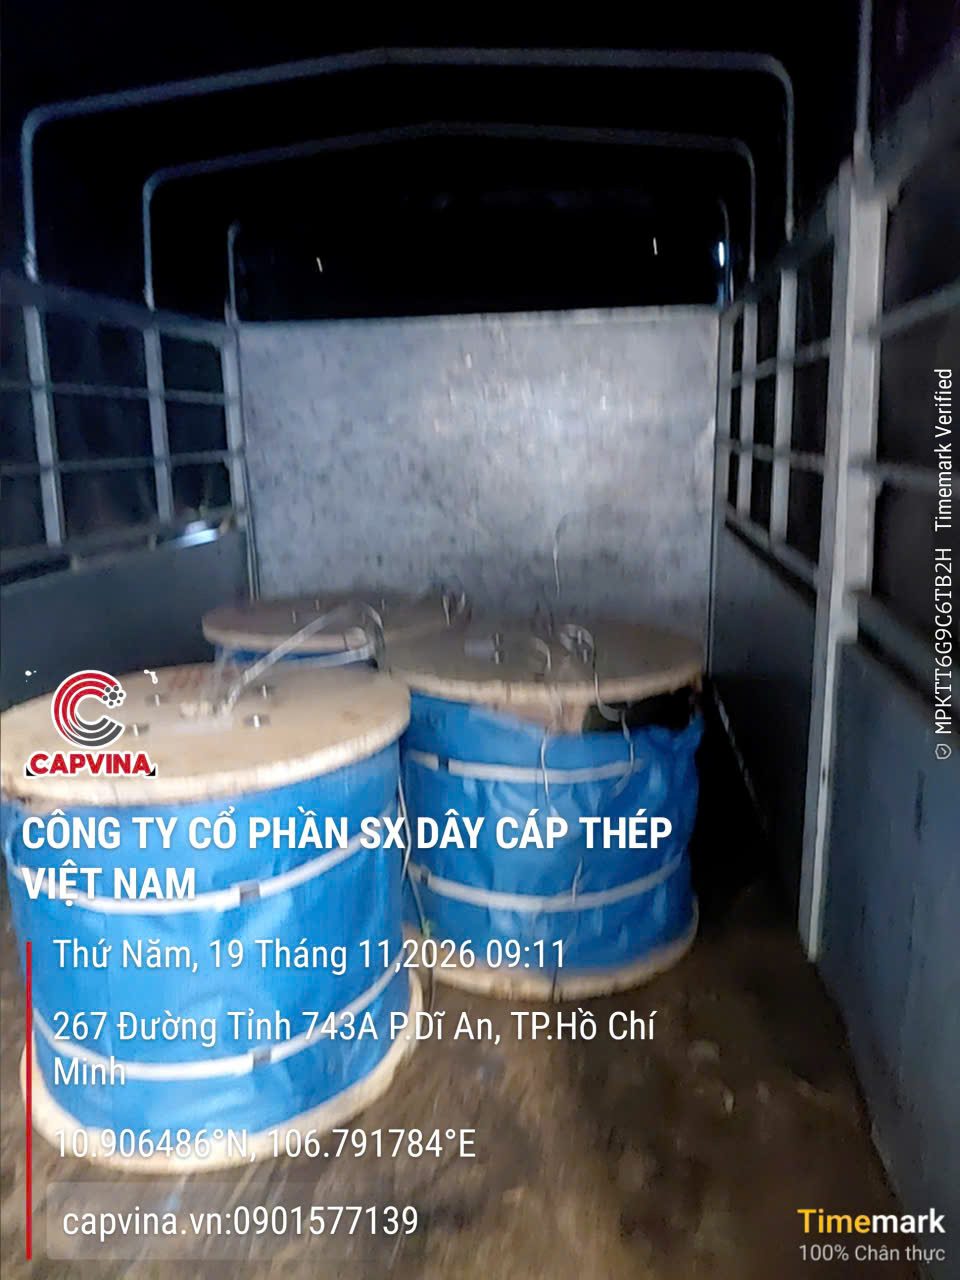 CAPVINA
CÔNG TY CỔ PHẦN SX DÂY CÁP THÉP
VIỆT NAM
Thứ Năm, 19 Tháng 11,2026 09:11
267 Đường Tỉnh 743A P.Dĩ An, TP.Hồ Chí
Minh
10.906486°N, 106.791784°E
capvina.vn:0901577139
Timemark
100% Chân thực
MPKTT6G9C6TB2H Timemark Verified